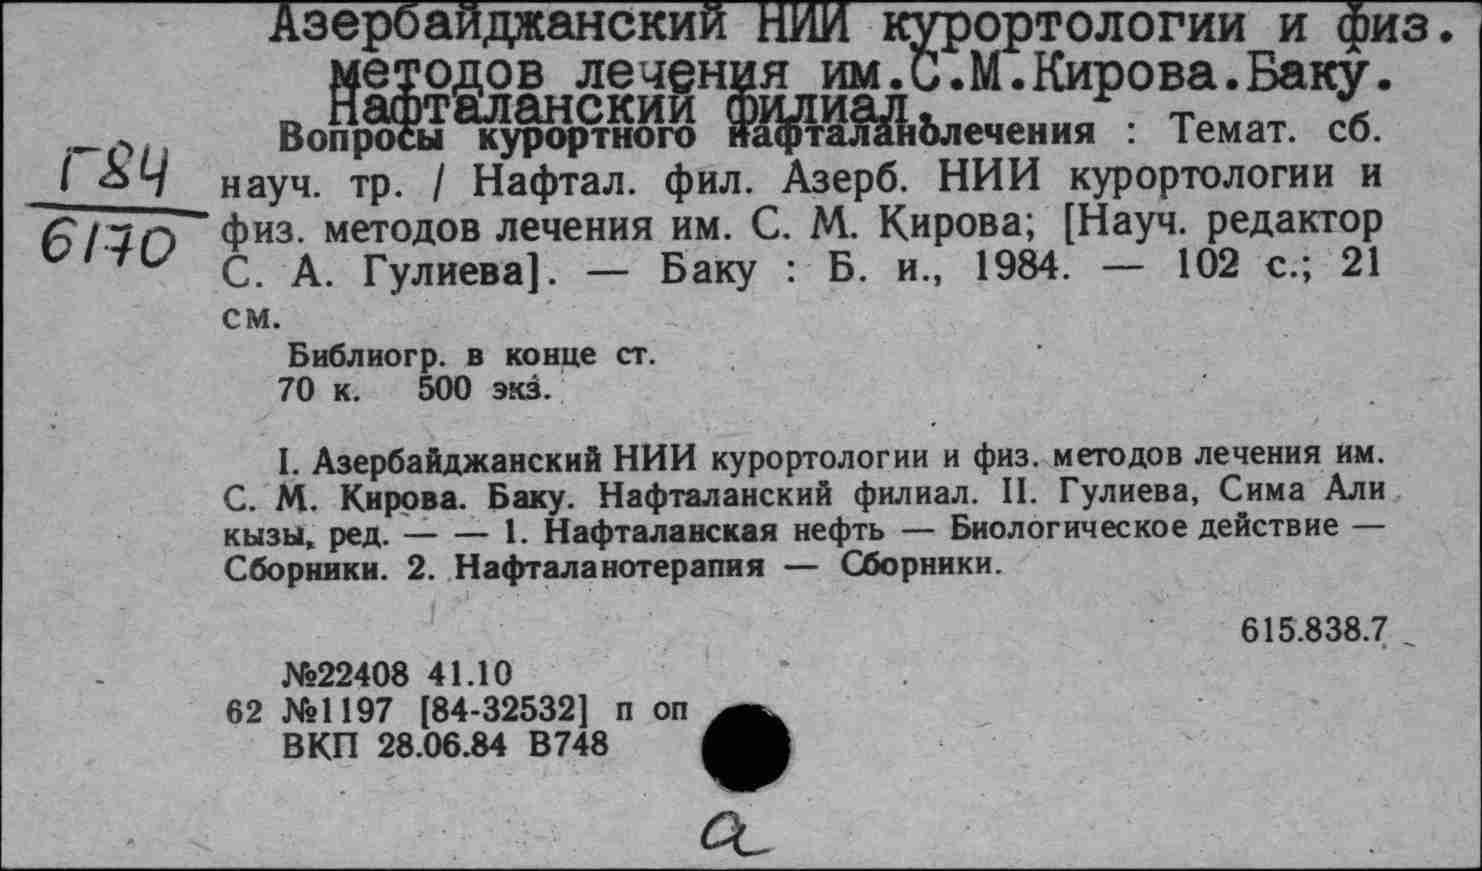 Азербайджанский НИИ курортологии и физ.
методов лечения им.С.М.Кирова.Баку.
Нафталанский филиал.
Вопросы курортного нафталанолечения : Темат. сб.
Г84
науч. тр. / Нафтал. фил. Азерб. НИИ курортологии и
6170
физ. методов лечения им. С. М. Кирова; [Науч. редактор
С. А. Гулиева]. — Баку : Б. и., 1984. — 102 с.; 21
см.
Библиогр. в конце ст.
70 к. 500 экз.
I. Азербайджанский НИИ курортологии и физ. методов лечения им.
С. М. Кирова. Баку. Нафталанский филиал. II. Гулиева, Сима Али
кызы, ред. — — 1. Нафталанская нефть — Биологическое действие —
Сборники. 2. Нафталанотерапия — Сборники.
615.838.7
№22408 41.10
62 №1197 [84-32532] п оп
ВКП 28.06.84 В748
а